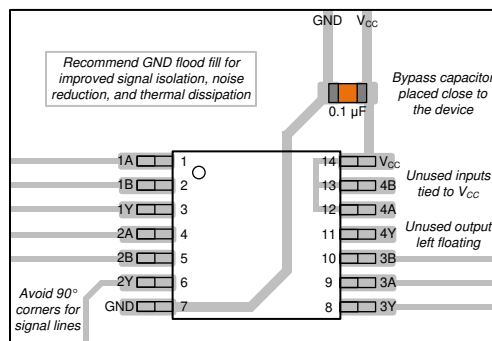 GND V_CC
Recommend GND flood fill for
improved signal isolation, noise
reduction, and thermal dissipation
Bypass capacitor
placed close to
the device
0.1 µF
1A 1 14 V_CC
1B 2 13 4B
1Y 3 12 4A
2A 4 11 4Y
2B 5 10 3B
2Y 6 9 3A
GND 7 8 3Y
Unused inputs
tied to V_CC
Unused output
left floating
Avoid 90°
corners for
signal lines